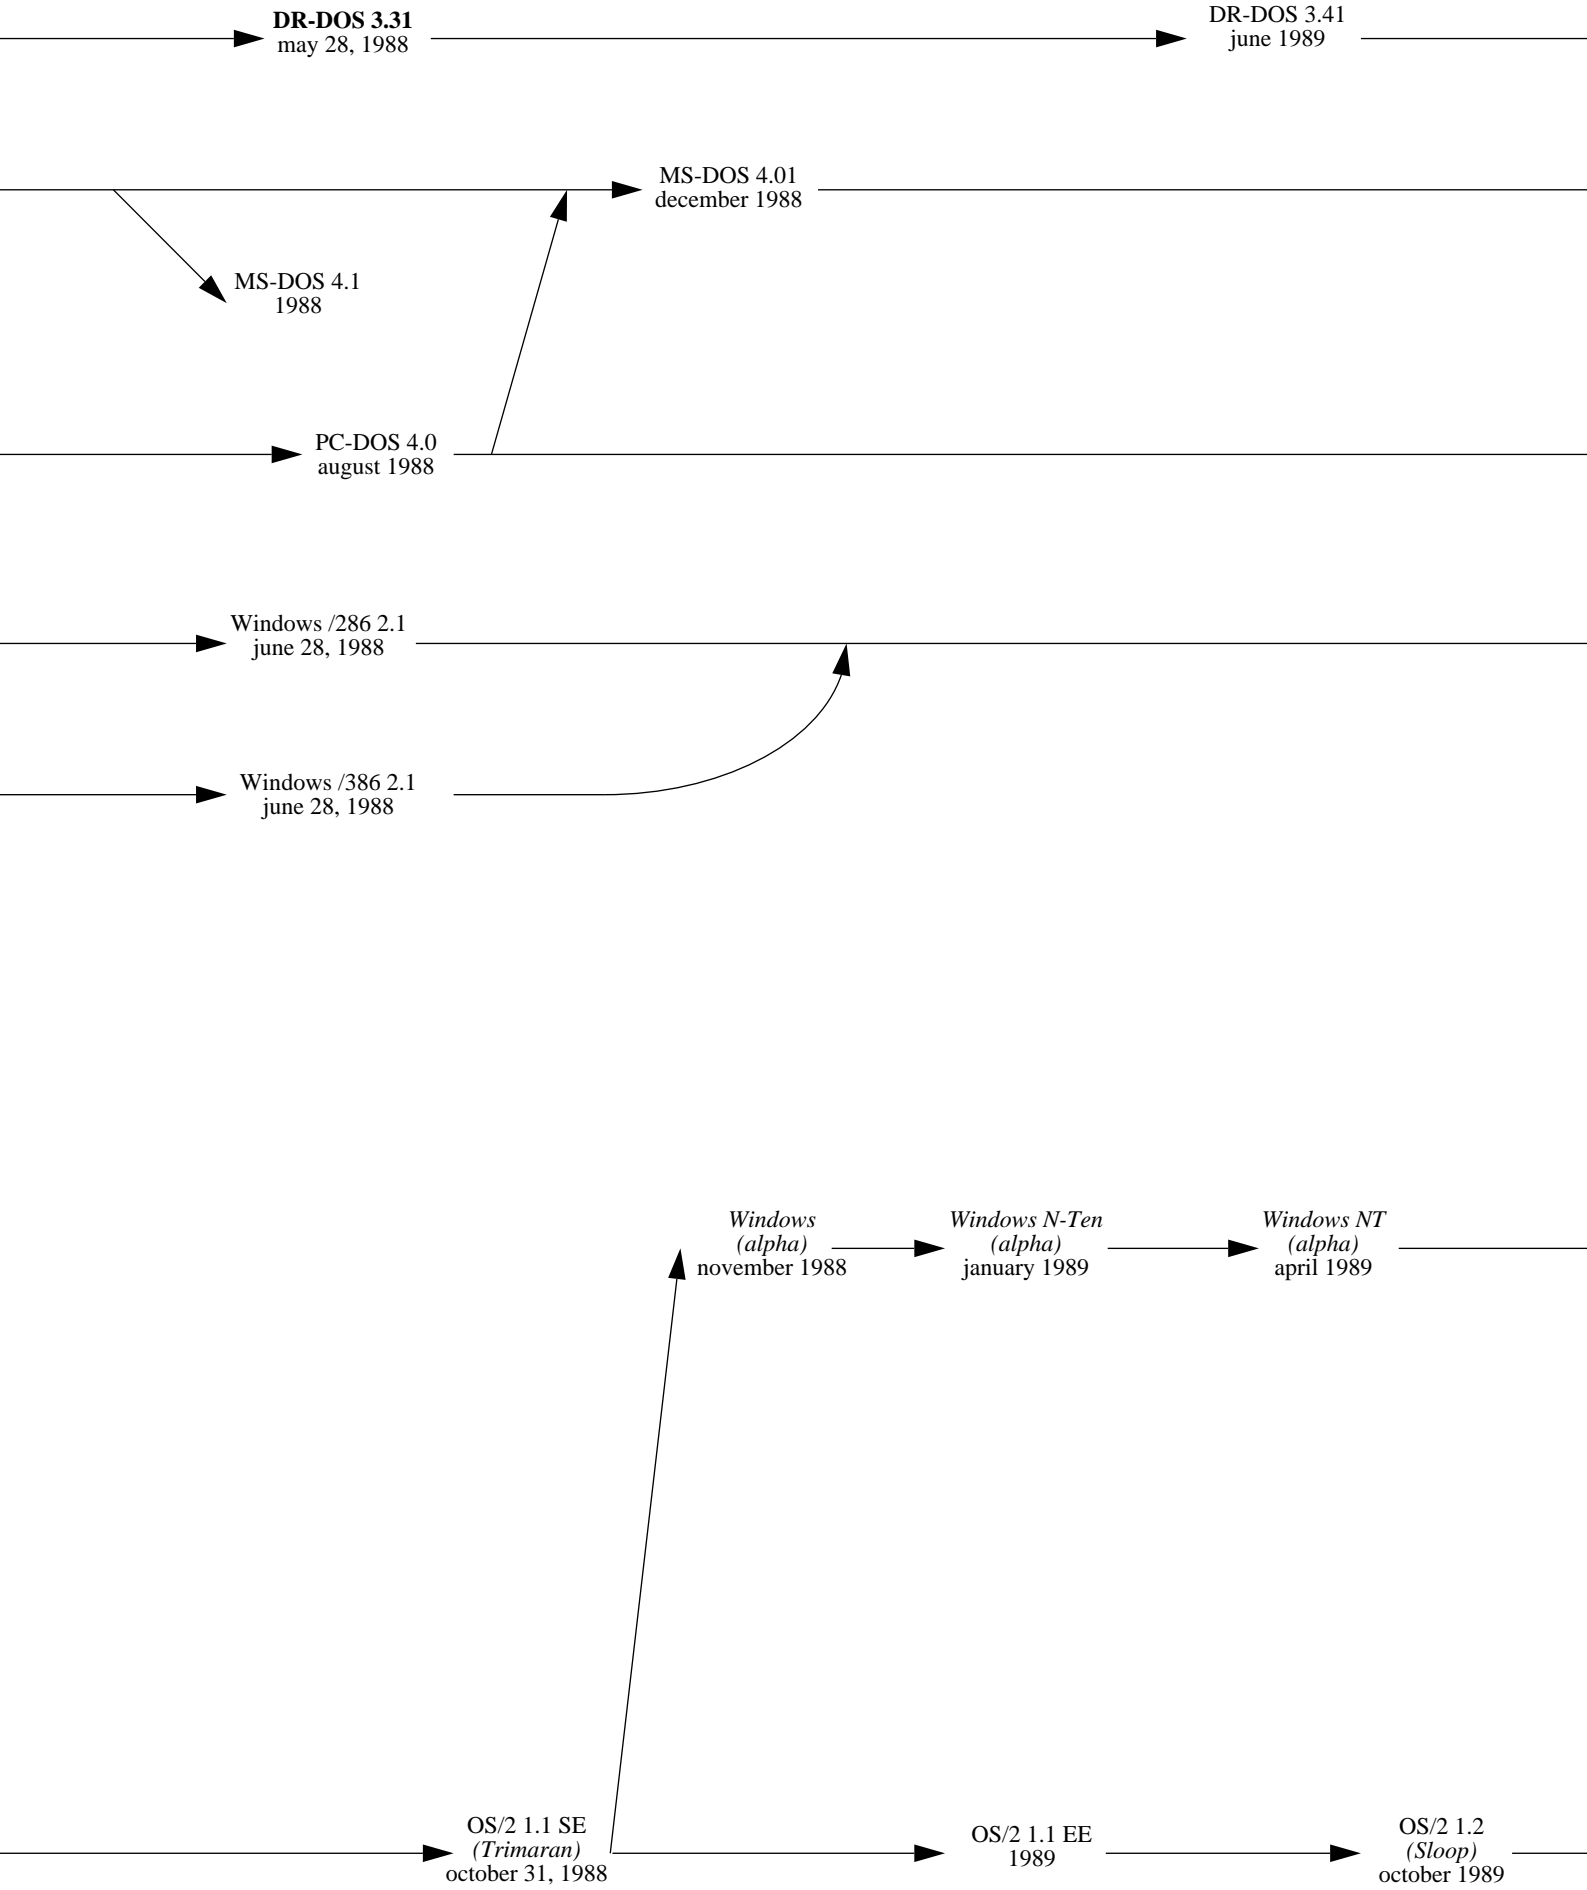 DR-DOS 3.31
may 28, 1988
DR-DOS 3.41
june 1989
MS-DOS 4.01
december 1988
MS-DOS 4.1
1988
PC-DOS 4.0
august 1988
Windows /286 2.1
june 28, 1988
Windows /386 2.1
june 28, 1988
Windows
(alpha)
november 1988
Windows N-Ten
(alpha)
january 1989
Windows NT
(alpha)
april 1989
OS/2 1.1 SE
(Trimaran)
october 31, 1988
OS/2 1.1 EE
1989
OS/2 1.2
(Sloop)
october 1989